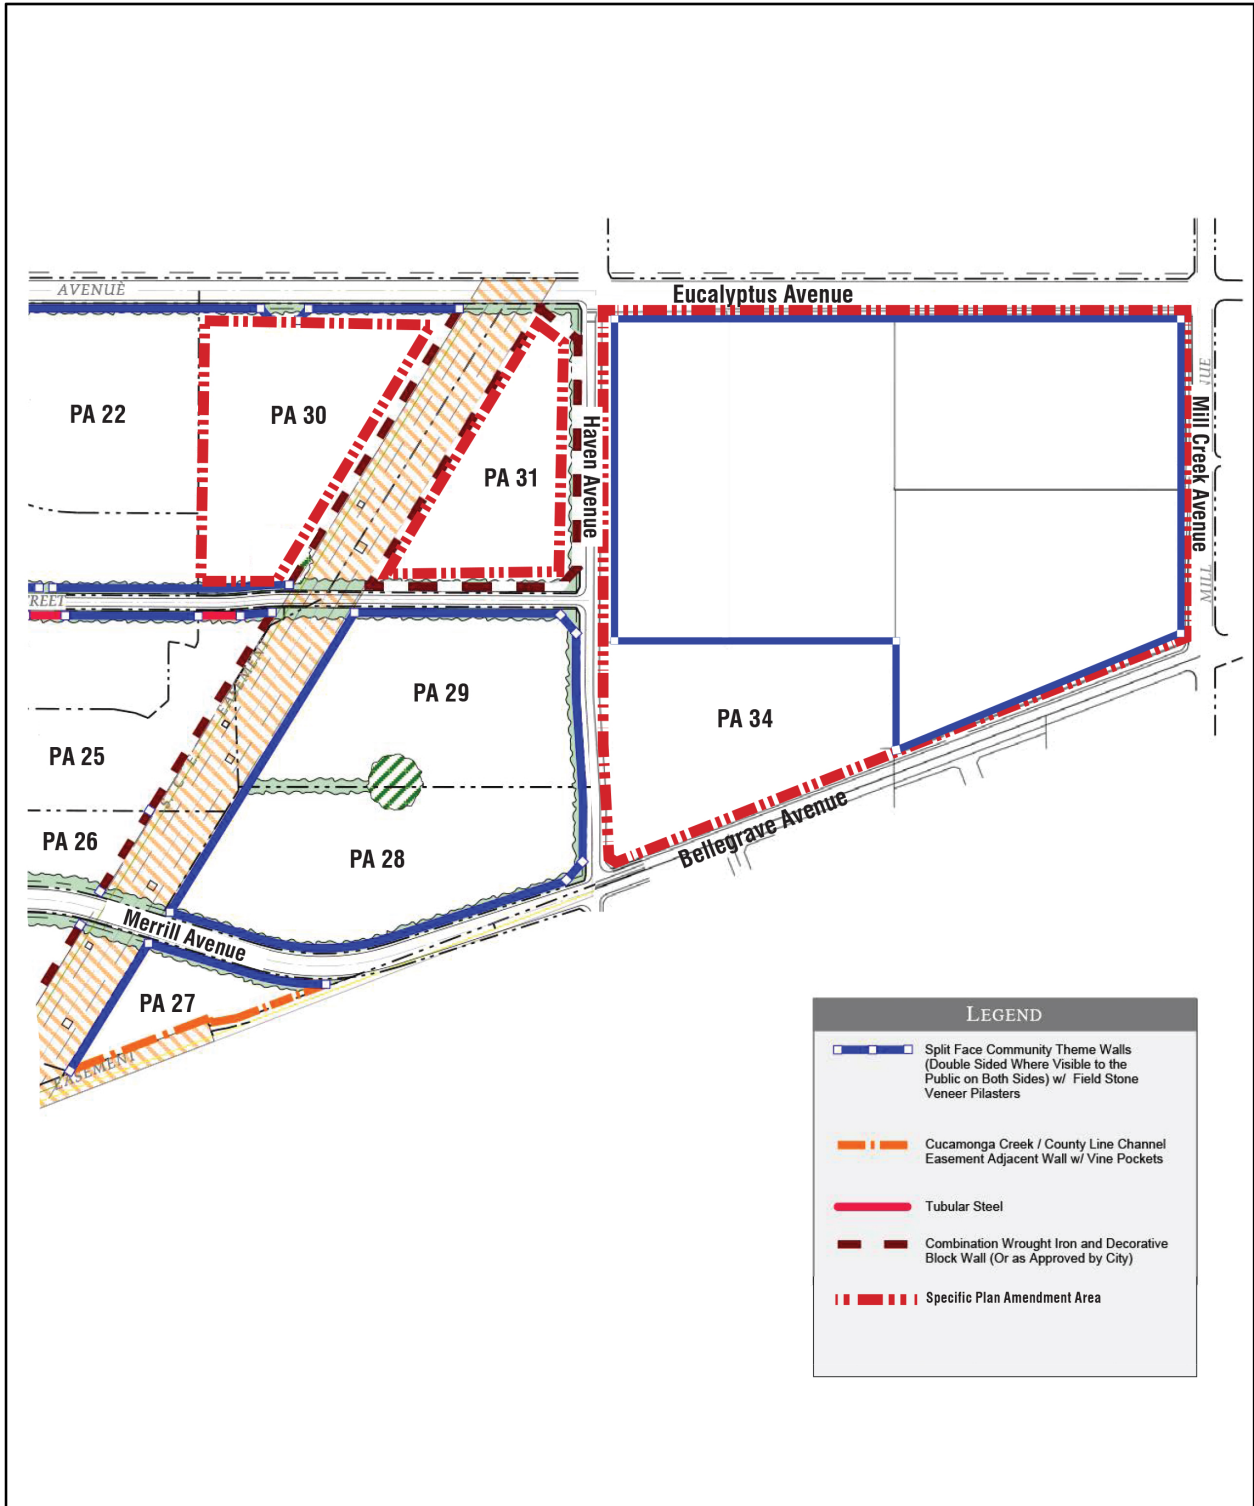 AVENUE
Eucalyptus Avenue
PA 22
PA 30
PA 31
Haven Avenue
Mill Creek Avenue
MILL
REET
EASEMENT
PA 29
PA 34
PA 25
PA 26
PA 28
Bellegrave Avenue
Merrill Avenue
PA 27
EASEMENT
LEGEND
Split Face Community Theme Walls
(Double Sided Where Visible to the
Public on Both Sides) w/ Field Stone
Veneer Pilasters
Cucamonga Creek / County Line Channel
Easement Adjacent Wall w/ Vine Pockets
Tubular Steel
Combination Wrought Iron and Decorative
Block Wall (Or as Approved by City)
Specific Plan Amendment Area